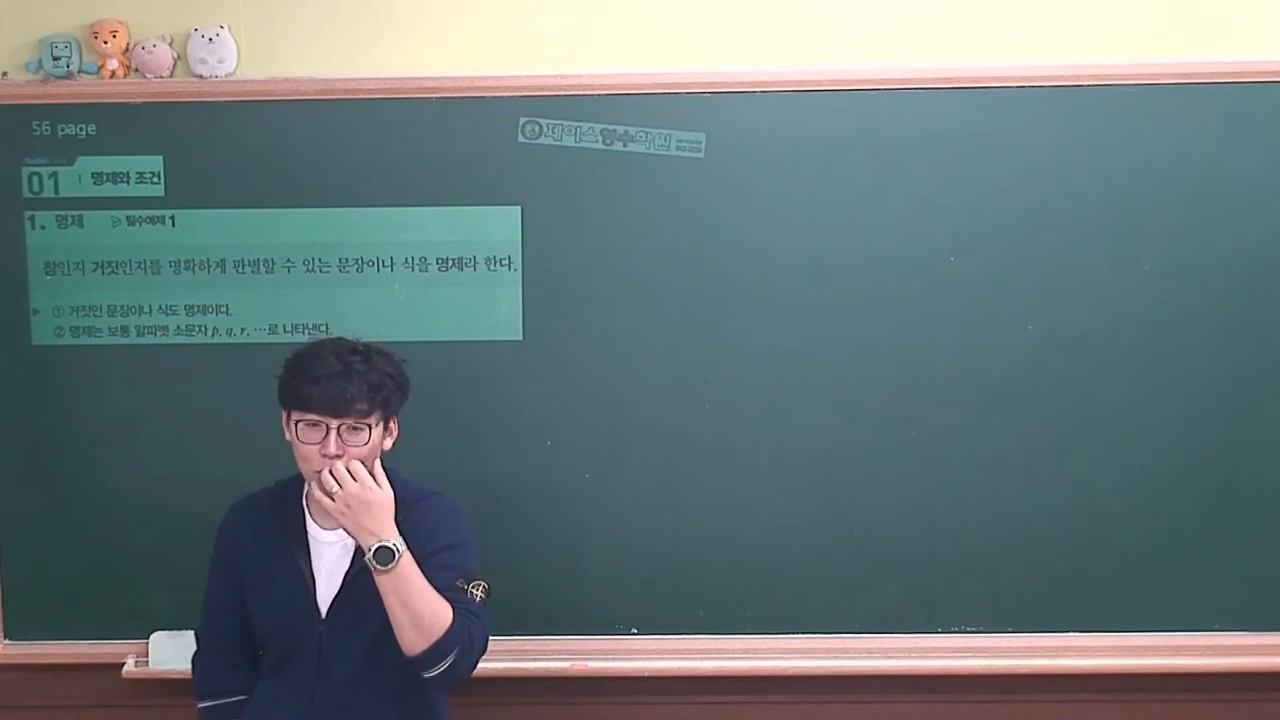 56 page
제이스영수학원
01 명제와 조건
1. 명제 ▷ 필수예제 1
참인지 거짓인지를 명확하게 판별할 수 있는 문장이나 식을 명제라 한다.
▶ ① 거짓인 문장이나 식도 명제이다.
② 명제는 보통 알파벳 소문자 p, q, r, …로 나타낸다.